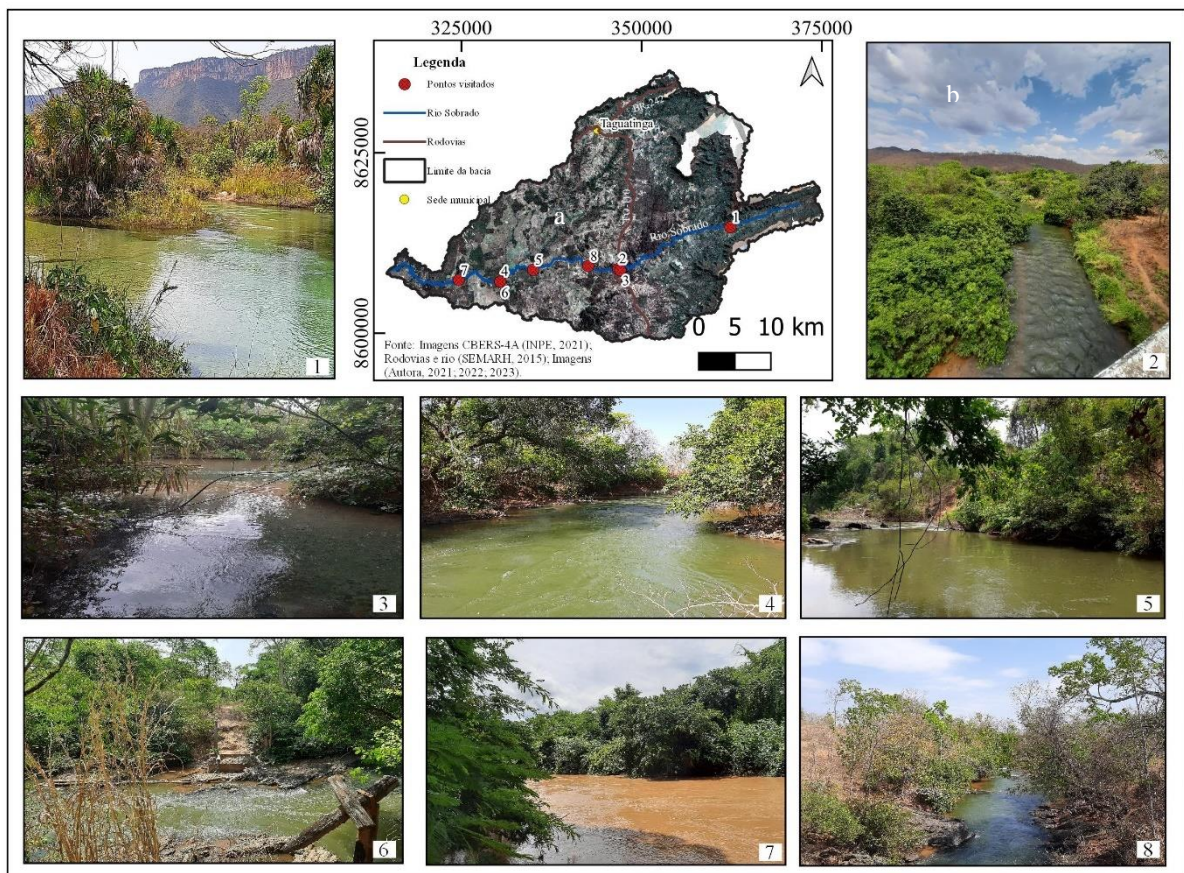 325000 350000 375000
8625000
8600000
Legenda
Pontos visitados
Rio Sobrado
Rodovias
Limite da bacia
Sede municipal
BR-242
Taguatinga
a
Rio Sobrado
1
2
3
8
5
4
6
7
0 5 10 km
Fonte: Imagens CBERS-4A (INPE, 2021);
Rodovias e rio (SEMARH, 2015); Imagens
(Autora, 2021; 2022; 2023).
b
1
2
3
4
5
6
7
8